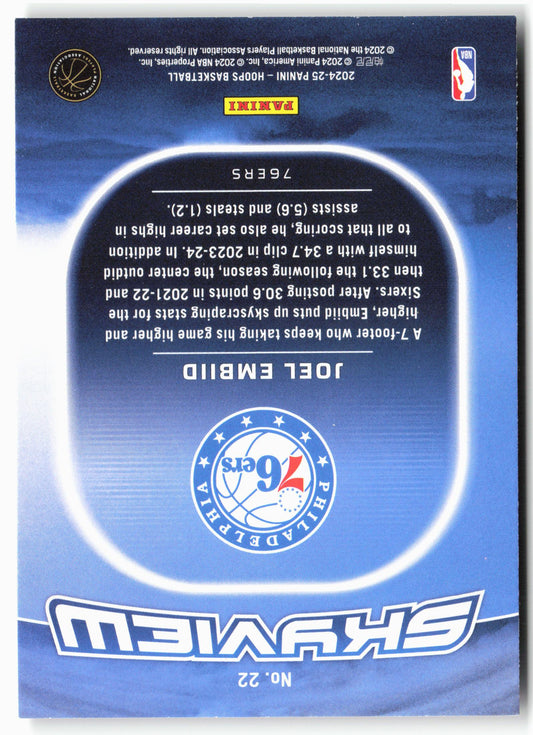 No. 22
SKYVIEW
PHILADELPHIA
76ers
JOEL EMBIID
A 7-footer who keeps taking his game higher and
higher, Embiid puts up skyscraping stats for the
Sixers. After posting 30.6 points in 2021-22 and
then 33.1 the following season, the center outdid
himself with a 34.7 clip in 2023-24. In addition
to all that scoring, he also set career highs in
assists (5.6) and steals (1.2).
76ERS
PANINI
2024-25 PANINI – HOOPS BASKETBALL
帕尼尼 © 2024 Panini America, Inc. © 2024 NBA Properties, Inc.
© 2024 the National Basketball Players Association. All rights reserved.
NBA